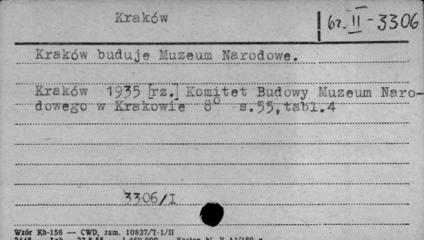 Kraków
br. II-3306
Kraków buduje Muzeum Narodowe.
Kraków 1935 [rz.] Komitet Budowy Muzeum Naro-
dowego w Krakowie 8° s.55,tabl.4
3306/I
Wzór Kb-156 — CWD, zam. 10837/T-1/II